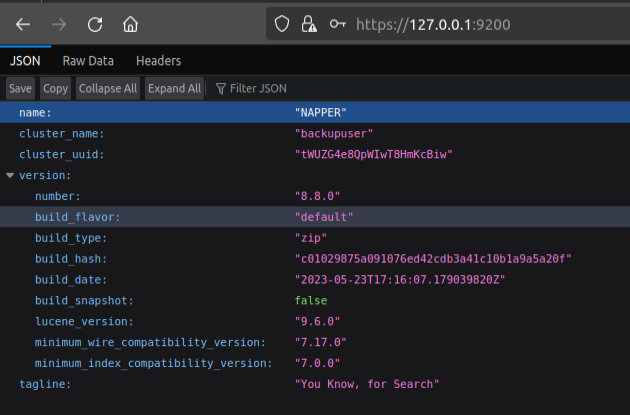 https://127.0.0.1:9200
JSON Raw Data Headers
Save Copy Collapse All Expand All Filter JSON
name: "NAPPER"
cluster_name: "backupuser"
cluster_uuid: "tWUZG4e8QpWIwT8HmKcBiw"
version:
number: "8.8.0"
build_flavor: "default"
build_type: "zip"
build_hash: "c01029875a091076ed42cdb3a41c10b1a9a5a20f"
build_date: "2023-05-23T17:16:07.179039820Z"
build_snapshot: false
lucene_version: "9.6.0"
minimum_wire_compatibility_version: "7.17.0"
minimum_index_compatibility_version: "7.0.0"
tagline: "You Know, for Search"